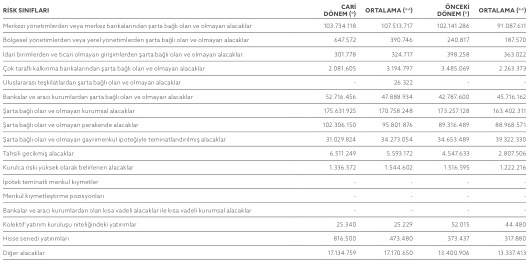 RİSK SINIFLARI CARİ DÖNEM (*) ORTALAMA (**) ÖNCEKİ DÖNEM (*) ORTALAMA (**)
Merkezi yönetimlerden veya merkez bankalarından şarta bağlı olan ve olmayan alacaklar 103.734.118 107.513.717 102.141.286 91.087.611
Bölgesel yönetimlerden veya yerel yönetimlerden şarta bağlı olan ve olmayan alacaklar 647.572 390.746 240.817 187.570
İdari birimlerden ve ticari olmayan girişimlerden şarta bağlı olan ve olmayan alacaklar 301.778 324.717 398.258 363.022
Çok taraflı kalkınma bankalarından şarta bağlı olan ve olmayan alacaklar 2.081.605 3.194.797 3.485.069 2.263.373
Uluslararası teşkilatlardan şarta bağlı olan ve olmayan alacaklar - 26.322 - -
Bankalar ve aracı kurumlardan şarta bağlı olan ve olmayan alacaklar 52.716.456 47.888.934 42.787.600 45.716.162
Şarta bağlı olan ve olmayan kurumsal alacaklar 175.631.925 170.758.248 173.257.128 163.402.311
Şarta bağlı olan ve olmayan perakende alacaklar 102.306.150 95.801.876 89.316.489 88.968.571
Şarta bağlı olan ve olmayan gayrimenkul ipoteğiyle teminatlandırılmış alacaklar 31.029.824 34.273.054 34.653.489 39.322.330
Tahsili gecikmiş alacaklar 6.511.249 5.593.172 4.547.633 2.807.506
Kurulca riski yüksek olarak belirlenen alacaklar 1.336.572 1.544.602 1.516.595 1.222.216
İpotek teminatlı menkul kıymetler - - - -
Menkul kıymetleştirme pozisyonları - - - -
Bankalar ve aracı kurumlardan olan kısa vadeli alacaklar ile kısa vadeli kurumsal alacaklar - - - -
Kolektif yatırım kuruluşu niteliğindeki yatırımlar 25.340 25.229 52.015 44.480
Hisse senedi yatırımları 816.500 473.480 373.437 317.880
Diğer alacaklar 17.134.759 17.170.650 13.400.906 13.337.413